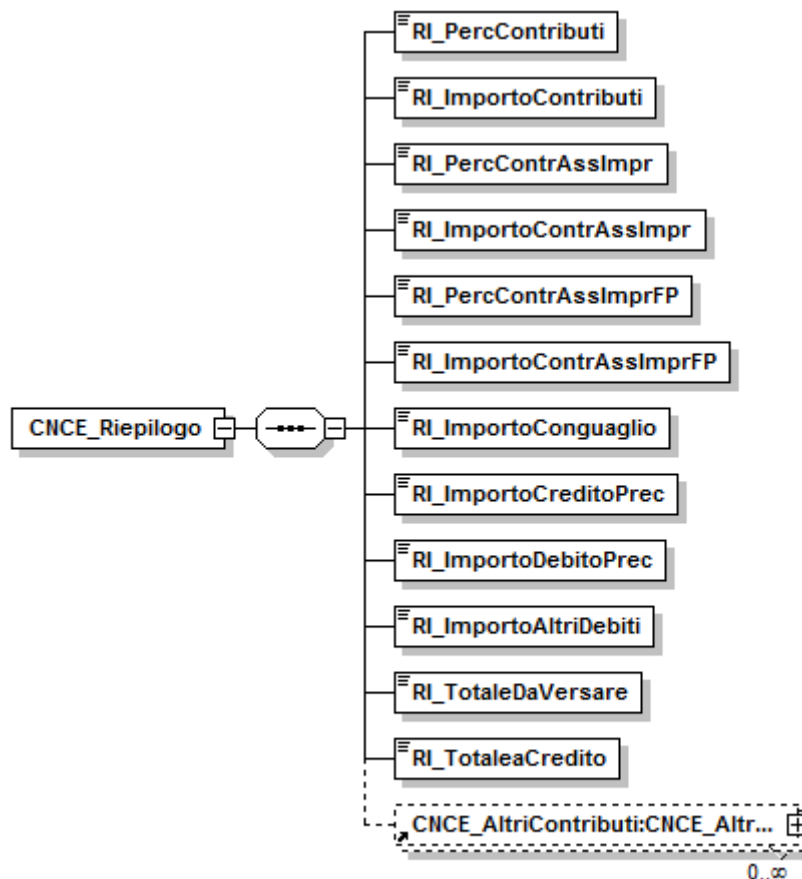 RI_PercContributi
RI_ImportoContributi
RI_PercContrAssImpr
RI_ImportoContrAssImpr
RI_PercContrAssImprFP
RI_ImportoContrAssImprFP
CNCE_Riepilogo
RI_ImportoConguaglio
RI_ImportoCreditoPrec
RI_ImportoDebitoPrec
RI_ImportoAltriDebiti
RI_TotaleDaVersare
RI_TotaleaCredito
CNCE_AltriContributi:CNCE_Altr...
0..∞